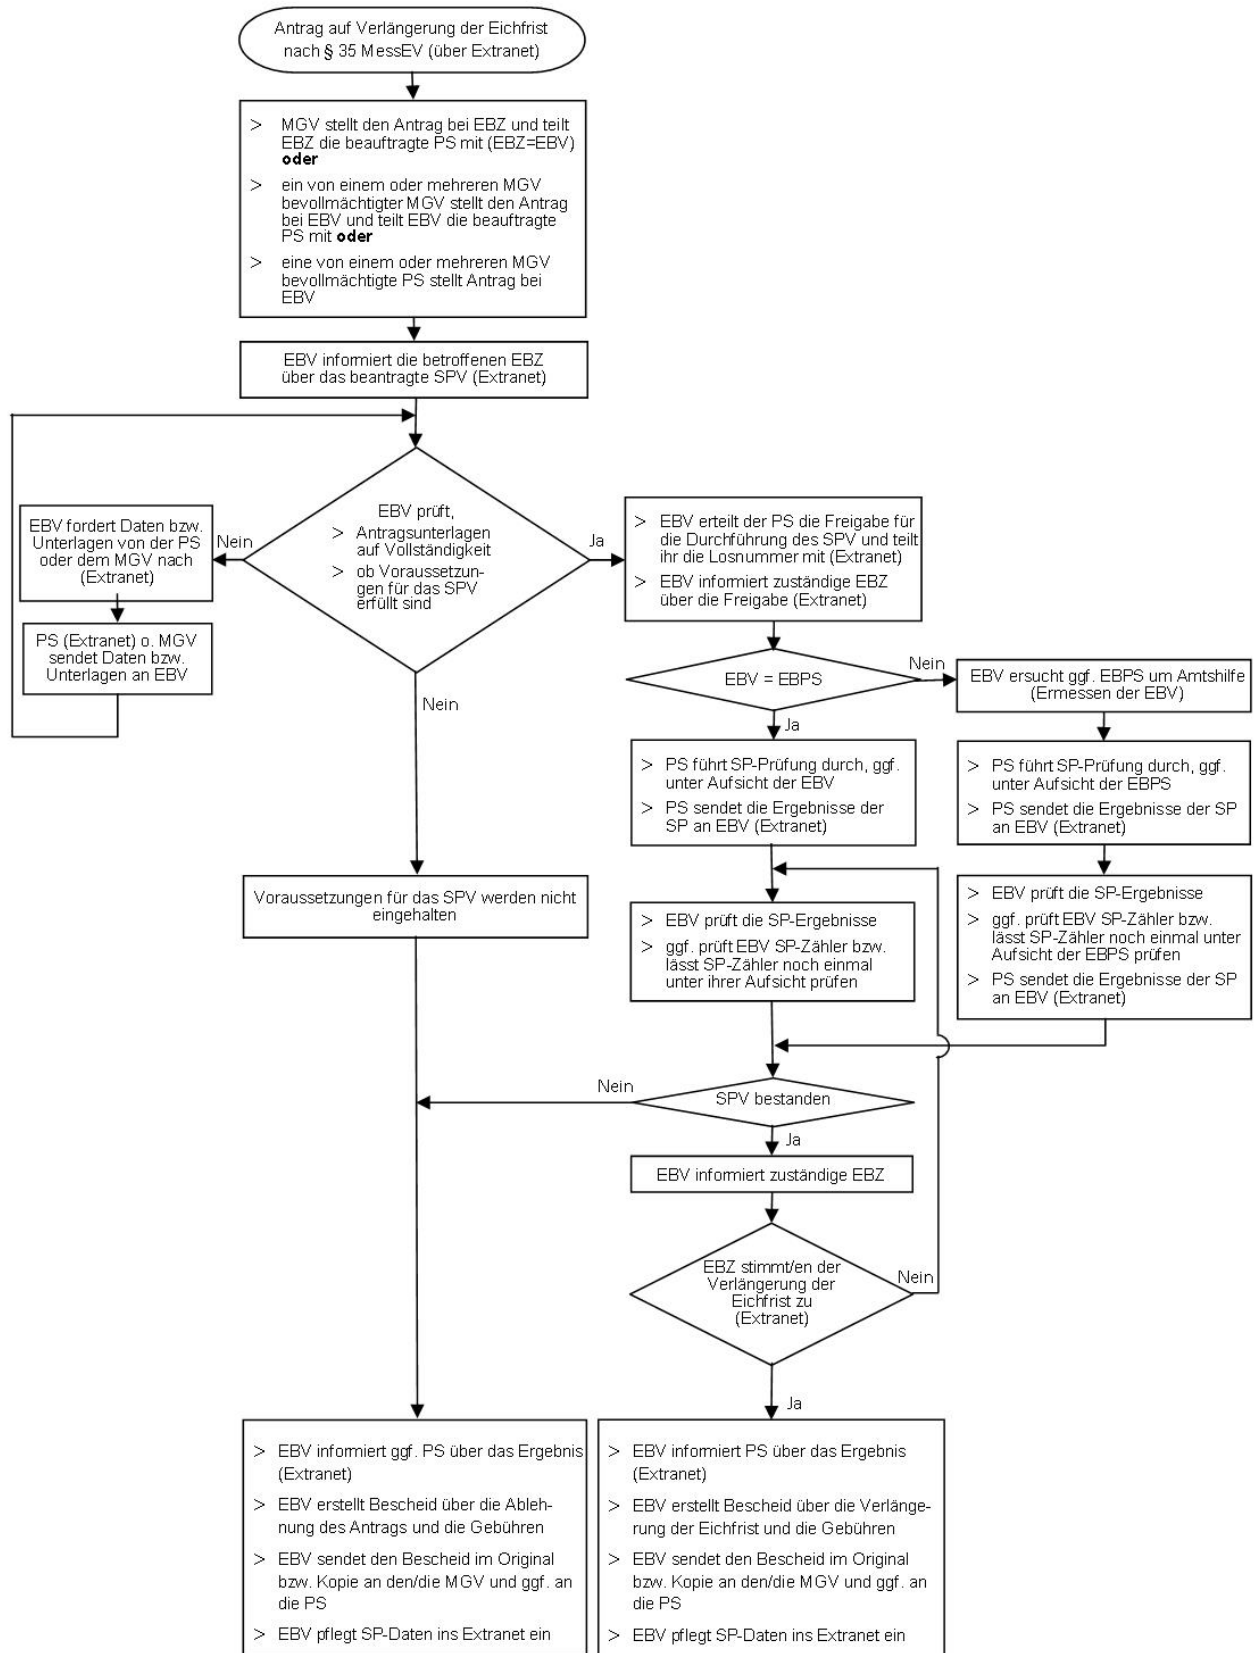 Antrag auf Verlängerung der Eichfrist
nach § 35 MessEV (über Extranet)
> MGV stellt den Antrag bei EBZ und teilt
EBZ die beauftragte PS mit (EBZ=EBV)
oder
> ein von einem oder mehreren MGV
bevollmächtigter MGV stellt den Antrag
bei EBV und teilt EBV die beauftragte
PS mit oder
> eine von einem oder mehreren MGV
bevollmächtigte PS stellt Antrag bei
EBV
EBV informiert die betroffenen EBZ
über das beantragte SPV (Extranet)
EBV prüft,
> Antragsunterlagen
auf Vollständigkeit
> ob Voraussetzun-
gen für das SPV
erfüllt sind
Nein
EBV fordert Daten bzw.
Unterlagen von der PS
oder dem MGV nach
(Extranet)
PS (Extranet) o. MGV
sendet Daten bzw.
Unterlagen an EBV
Ja
> EBV erteilt der PS die Freigabe für
die Durchführung des SPV und teilt
ihr die Losnummer mit (Extranet)
> EBV informiert zuständige EBZ
über die Freigabe (Extranet)
EBV = EBPS
Nein
EBV ersucht ggf. EBPS um Amtshilfe
(Ermessen der EBV)
Nein
Ja
> PS führt SP-Prüfung durch, ggf.
unter Aufsicht der EBV
> PS sendet die Ergebnisse der
SP an EBV (Extranet)
> PS führt SP-Prüfung durch, ggf.
unter Aufsicht der EBPS
> PS sendet die Ergebnisse der SP
an EBV (Extranet)
Voraussetzungen für das SPV werden nicht
eingehalten
> EBV prüft die SP-Ergebnisse
> ggf. prüft EBV SP-Zähler bzw.
lässt SP-Zähler noch einmal
unter ihrer Aufsicht prüfen
> EBV prüft die SP-Ergebnisse
> ggf. prüft EBV SP-Zähler bzw.
lässt SP-Zähler noch einmal unter
Aufsicht der EBPS prüfen
> PS sendet die Ergebnisse der SP
an EBV (Extranet)
Nein
SPV bestanden
Ja
EBV informiert zuständige EBZ
EBZ stimmt/en der
Verlängerung der
Eichfrist zu
(Extranet)
Nein
Ja
> EBV informiert ggf. PS über das Ergebnis
(Extranet)
> EBV erstellt Bescheid über die Ableh-
nung des Antrags und die Gebühren
> EBV sendet den Bescheid im Original
bzw. Kopie an den/die MGV und ggf. an
die PS
> EBV pflegt SP-Daten ins Extranet ein
> EBV informiert PS über das Ergebnis
(Extranet)
> EBV erstellt Bescheid über die Verlänge-
rung der Eichfrist und die Gebühren
> EBV sendet den Bescheid im Original
bzw. Kopie an den/die MGV und ggf. an
die PS
> EBV pflegt SP-Daten ins Extranet ein